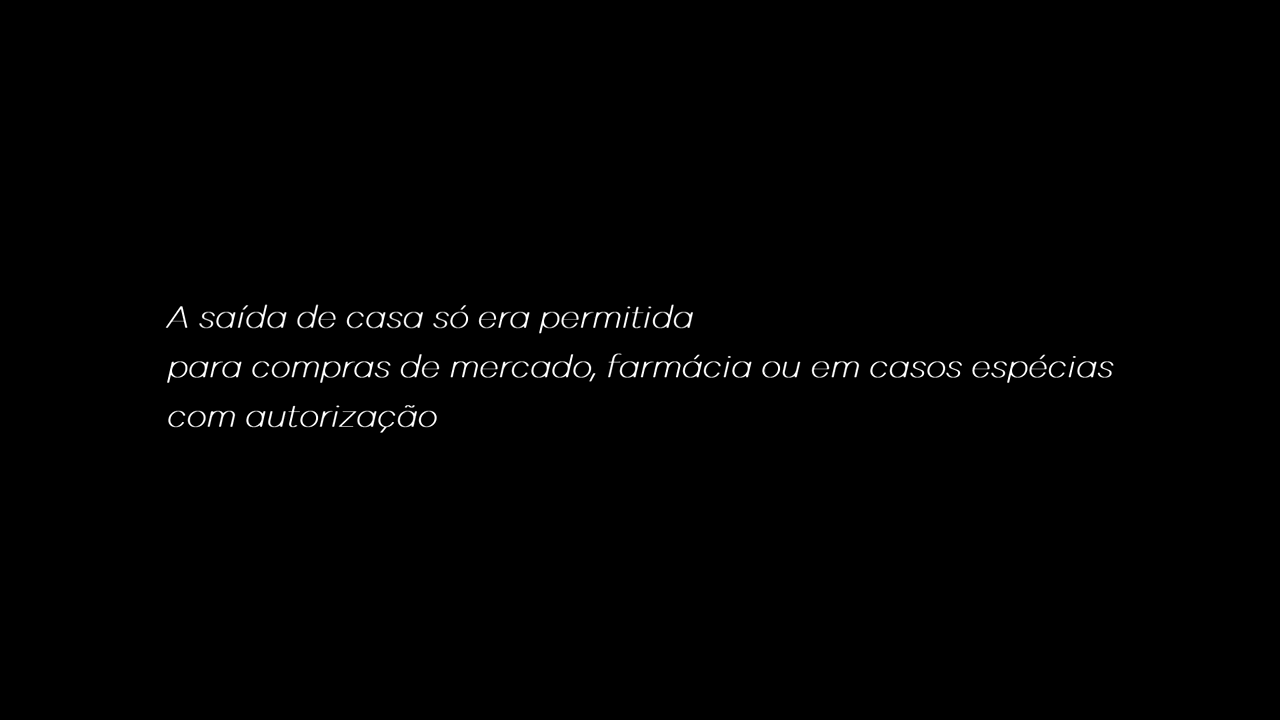 A saída de casa só era permitida
para compras de mercado, farmácia ou em casos espécias
com autorização